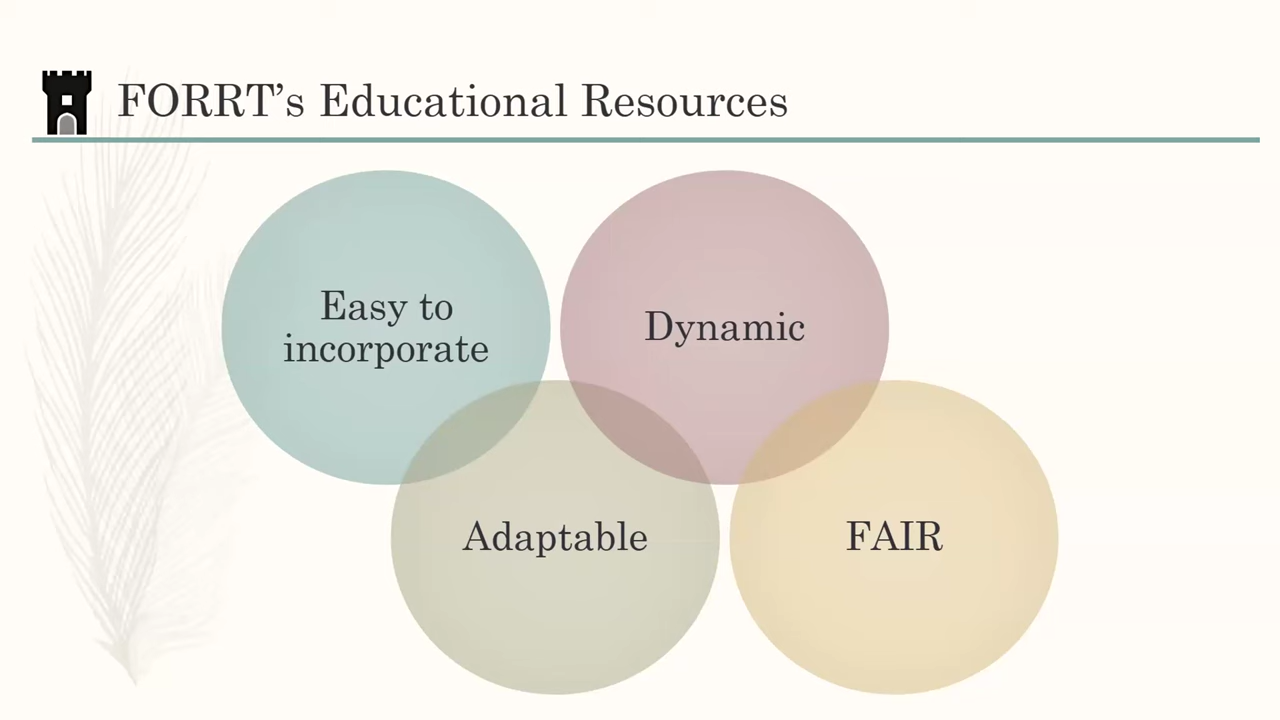 FORRT’s Educational Resources
Easy to
incorporate
Dynamic
Adaptable
FAIR